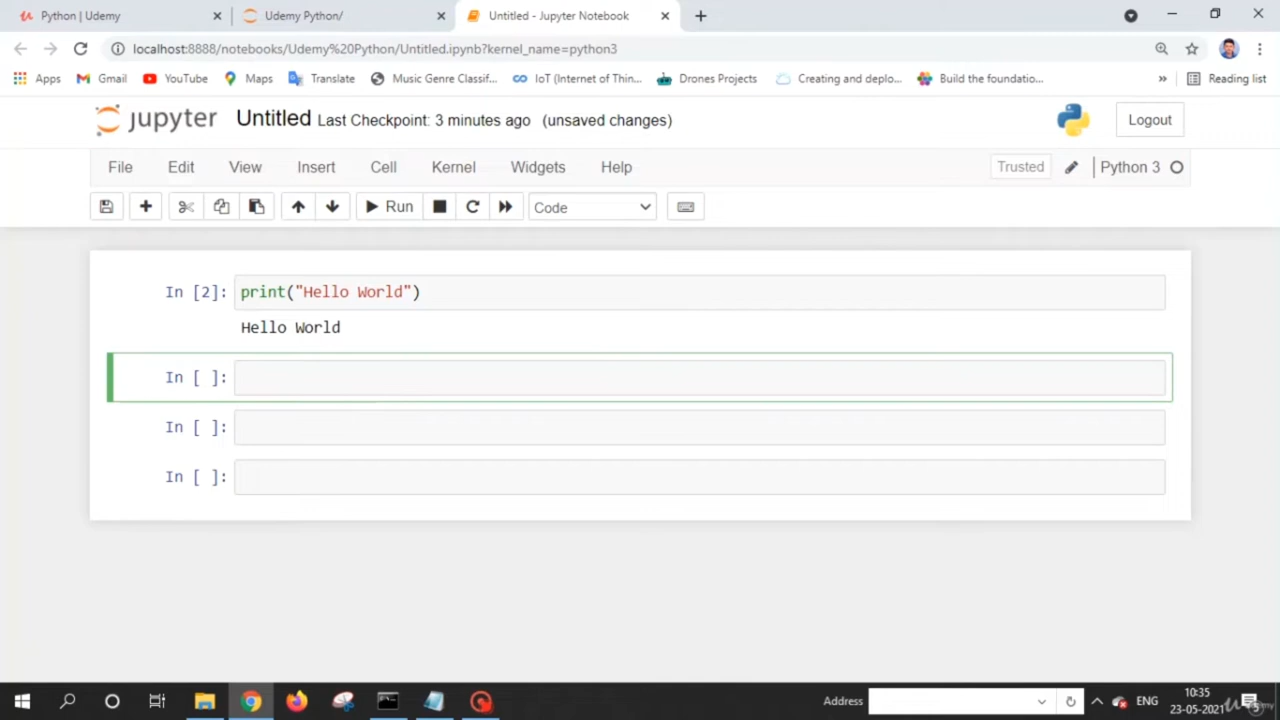 Python | Udemy
Udemy Python/
Untitled - Jupyter Notebook
localhost:8888/notebooks/Udemy%20Python/Untitled.ipynb?kernel_name=python3
Apps Gmail YouTube Maps Translate Music Genre Classif... IoT (Internet of Thin... Drones Projects Creating and deplo... Build the foundatio... » Reading list
jupyter Untitled Last Checkpoint: 3 minutes ago (unsaved changes) Logout
File Edit View Insert Cell Kernel Widgets Help Trusted Python 3
Run Code
In [2]: print("Hello World")
Hello World
In [ ]:
In [ ]:
In [ ]:
Address ENG 10:35
23-05-2021